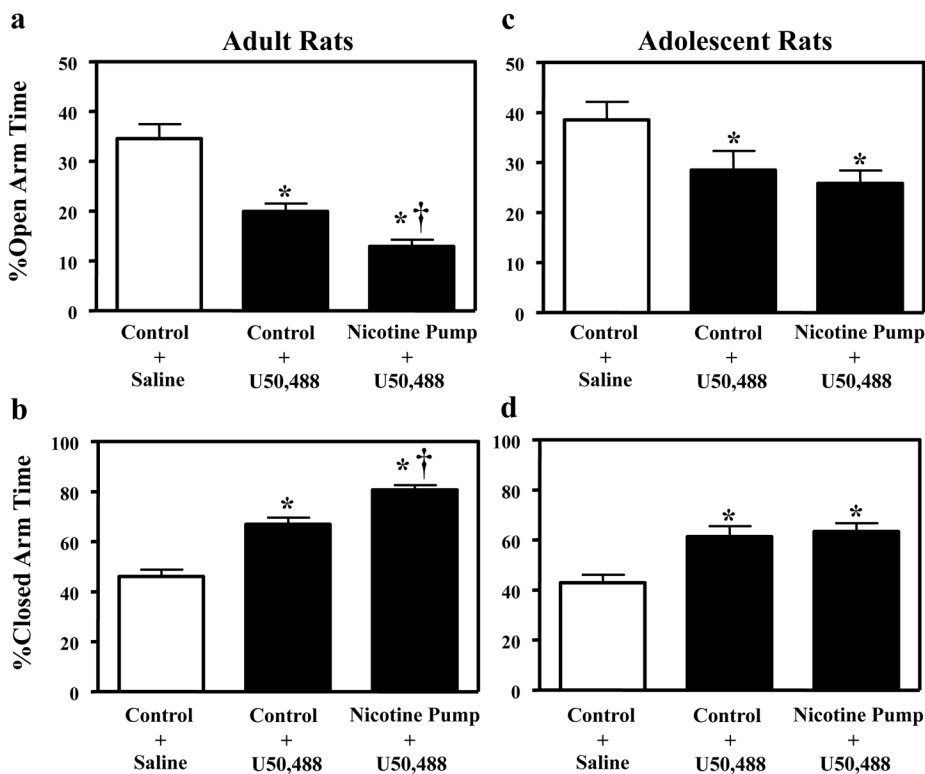 a
Adult Rats
%Open Arm Time
50
40
30
20
10
0
*
* †
Control Control Nicotine Pump
+ + +
Saline U50,488 U50,488
c
Adolescent Rats
50
40
30
20
10
0
*
*
Control Control Nicotine Pump
+ + +
Saline U50,488 U50,488
b
%Closed Arm Time
100
80
60
40
20
0
*
* †
Control Control Nicotine Pump
+ + +
Saline U50,488 U50,488
d
100
80
60
40
20
0
*
*
Control Control Nicotine Pump
+ + +
Saline U50,488 U50,488